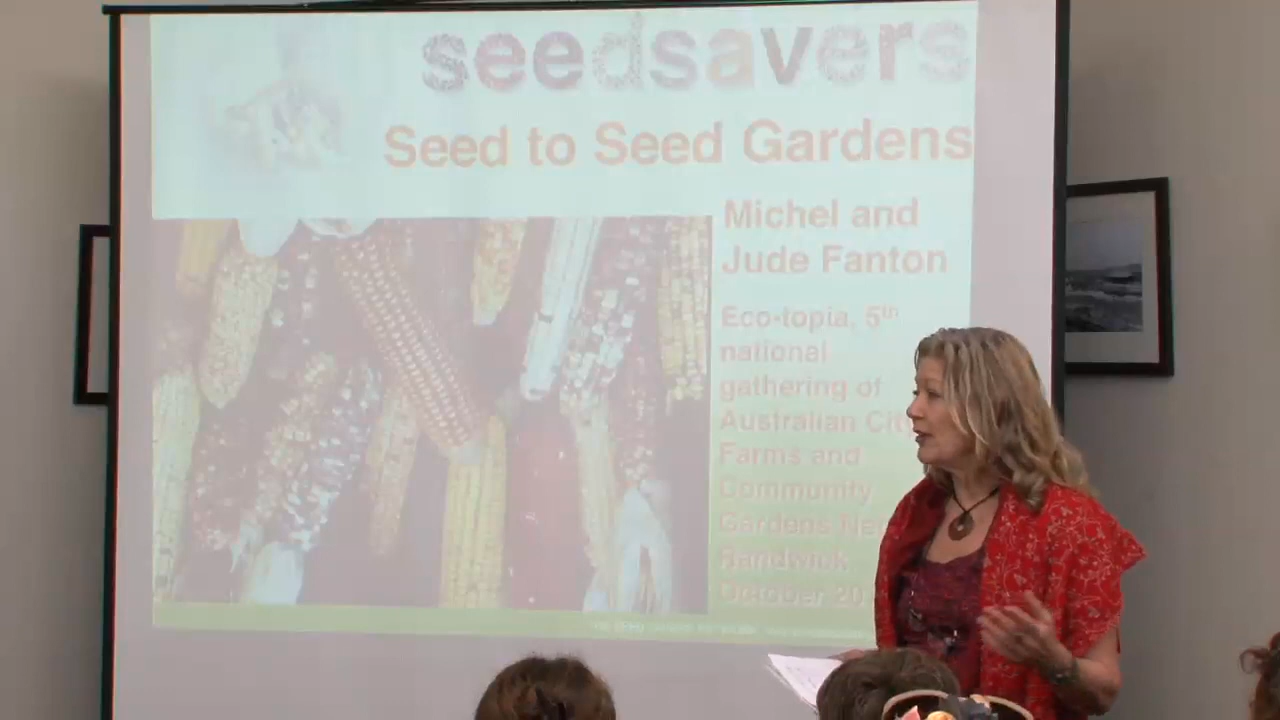 seedsavers
Seed to Seed Gardens
Michel and
Jude Fanton
Eco-topia, 5th
national
gathering of
Australian Cit
Farms and
Community
Gardens Ne
Randwick
October 20